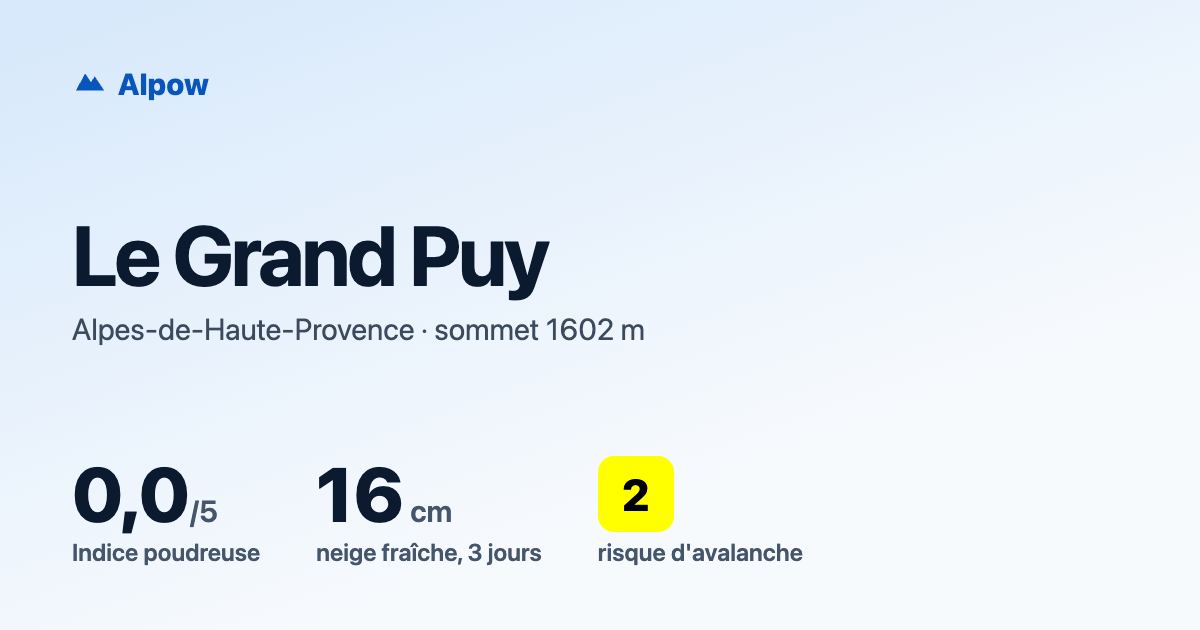 Alpow
Le Grand Puy
Alpes-de-Haute-Provence · sommet 1602 m
0,0/5
Indice poudreuse
16 cm
neige fraîche, 3 jours
2
risque d'avalanche